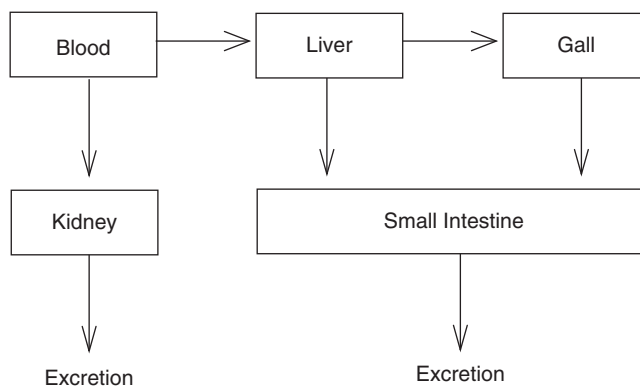 Blood
Liver
Gall
Kidney
Small Intestine
Excretion
Excretion